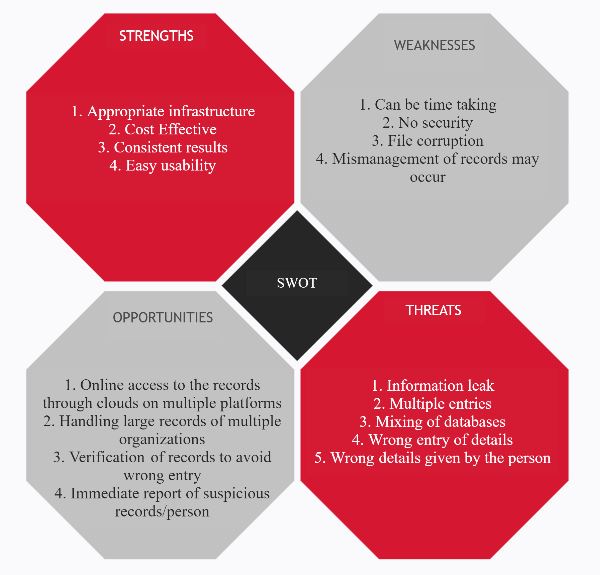 STRENGTHS
1. Appropriate infrastructure
2. Cost Effective
3. Consistent results
4. Easy usability
WEAKNESSES
1. Can be time taking
2. No security
3. File corruption
4. Mismanagement of records may
occur
SWOT
OPPORTUNITIES
1. Online access to the records
through clouds on multiple platforms
2. Handling large records of multiple
organizations
3. Verification of records to avoid
wrong entry
4. Immediate report of suspicious
records/person
THREATS
1. Information leak
2. Multiple entries
3. Mixing of databases
4. Wrong entry of details
5. Wrong details given by the person